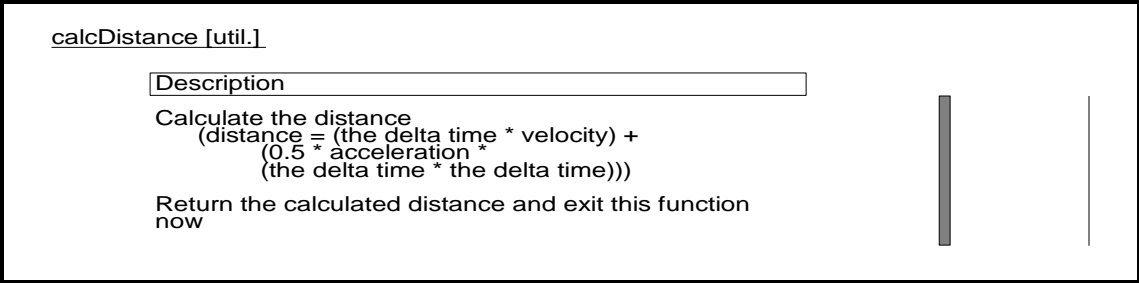 calcDistance [util.]
Description
Calculate the distance
(distance = (the delta time * velocity) +
(0.5 * acceleration *
(the delta time * the delta time)))
Return the calculated distance and exit this function
now